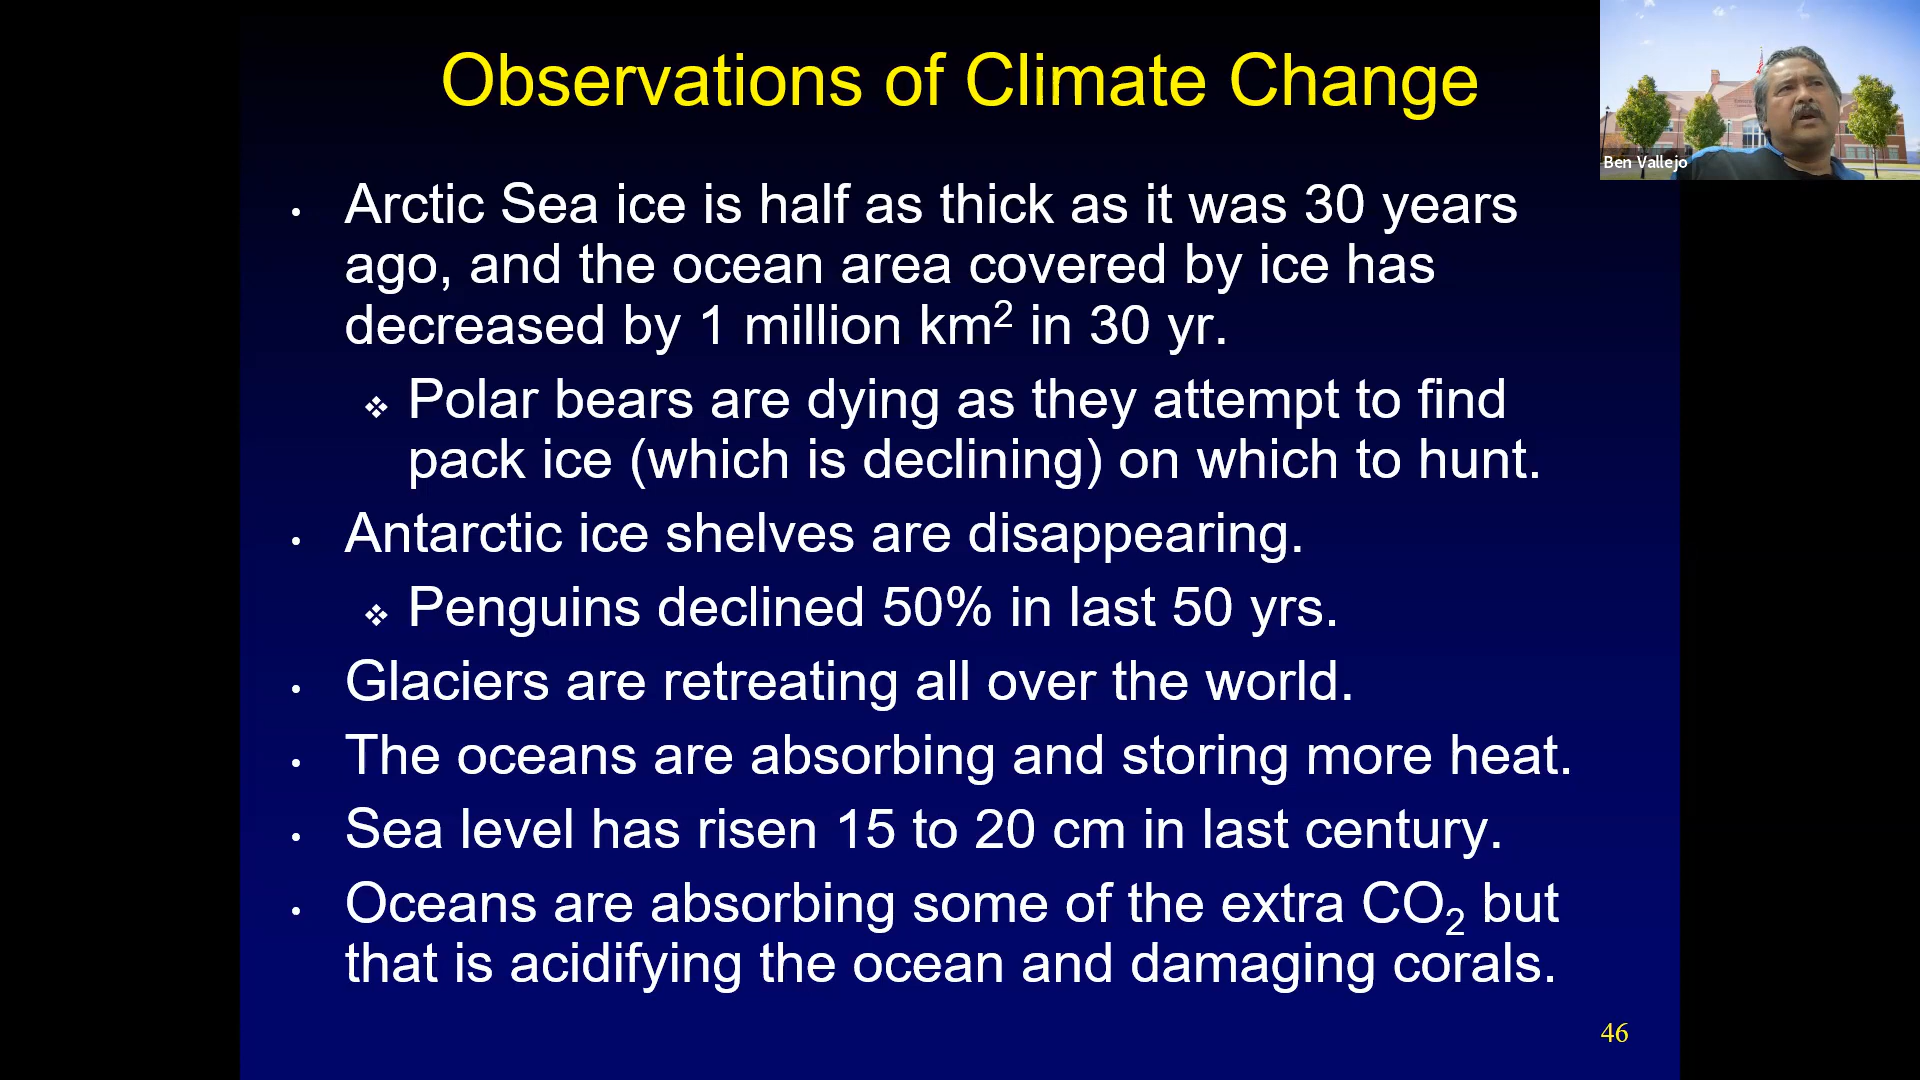 Observations of Climate Change
Ben Vallejo
• Arctic Sea ice is half as thick as it was 30 years
ago, and the ocean area covered by ice has
decreased by 1 million km² in 30 yr.
❖ Polar bears are dying as they attempt to find
pack ice (which is declining) on which to hunt.
• Antarctic ice shelves are disappearing.
❖ Penguins declined 50% in last 50 yrs.
• Glaciers are retreating all over the world.
• The oceans are absorbing and storing more heat.
• Sea level has risen 15 to 20 cm in last century.
• Oceans are absorbing some of the extra CO₂ but
that is acidifying the ocean and damaging corals.
46